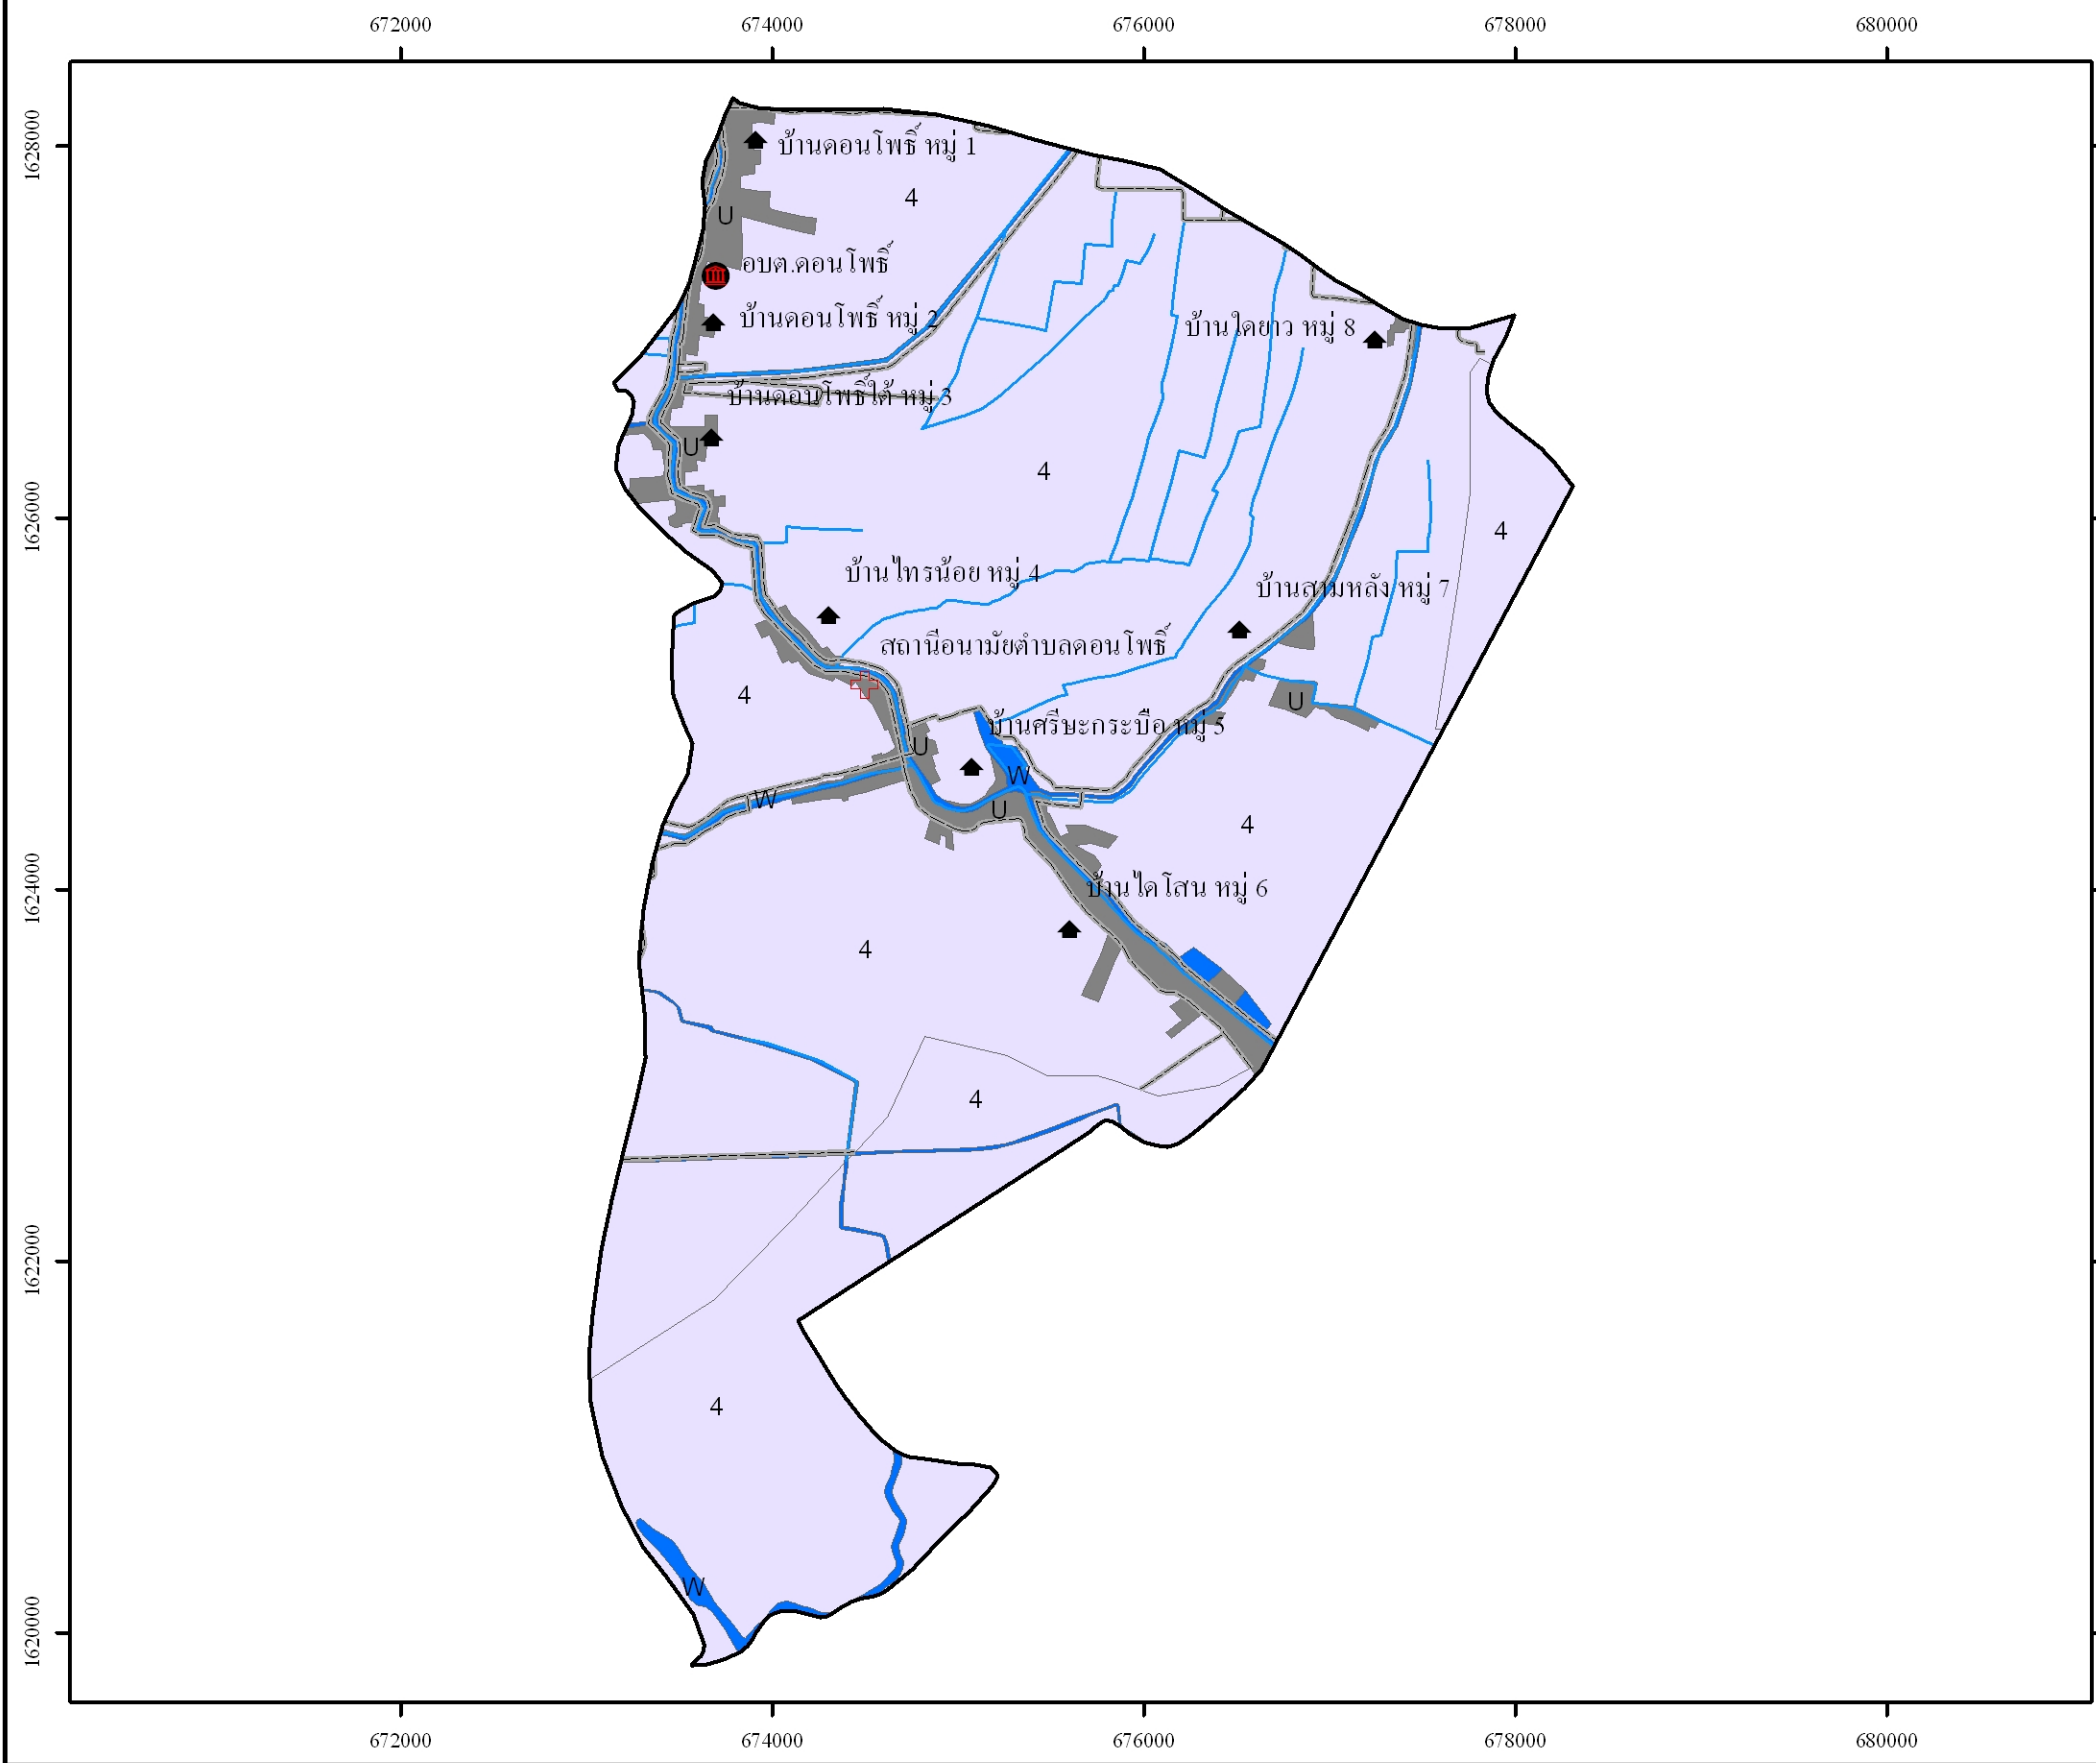 672000 674000 676000 678000 680000
1628000
บ้านดอนโพธิ์ หมู่ 1
4
U
อบต.ดอนโพธิ์
บ้านดอนโพธิ์ หมู่ 2
บ้านใดยาว หมู่ 8
บ้านดอนโพธิ์ใต้ หมู่ 3
U
4
1626000
4
บ้านไทรน้อย หมู่ 4
บ้านสามหลัง หมู่ 7
สถานีอนามัยตำบลดอนโพธิ์
4
U
บ้านศรีษะกระบือ หมู่ 5
U
W
W
U
4
1624000
บ้านไดโสน หมู่ 6
4
4
1622000
4
W
1620000
672000 674000 676000 678000 680000